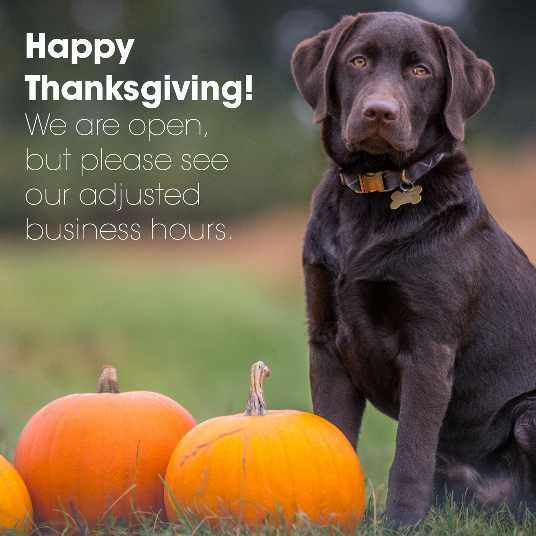 Happy
Thanksgiving!
We are open,
but please see
our adjusted
business hours.